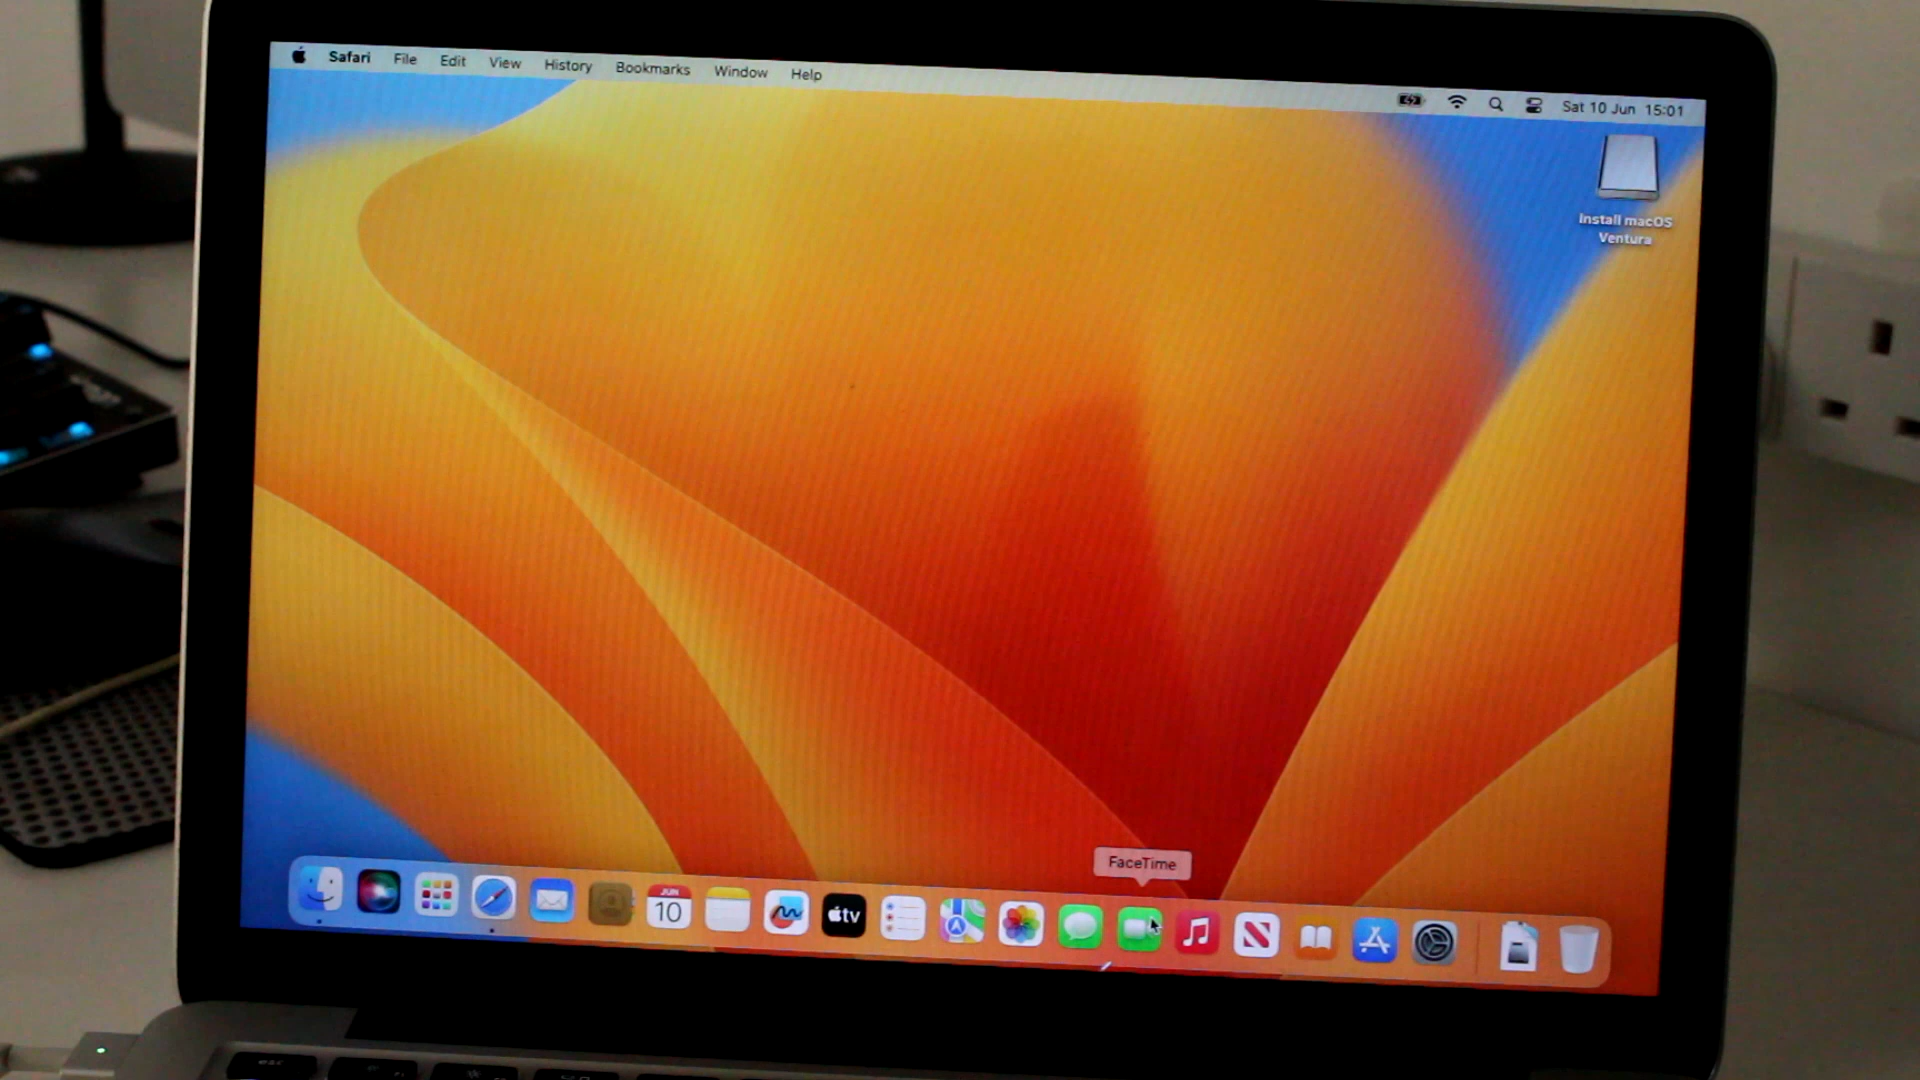 Safari File Edit View History Bookmarks Window Help
Sat 10 Jun 15:01
Install macOS
Ventura
FaceTime
JUN
10
tv
esc